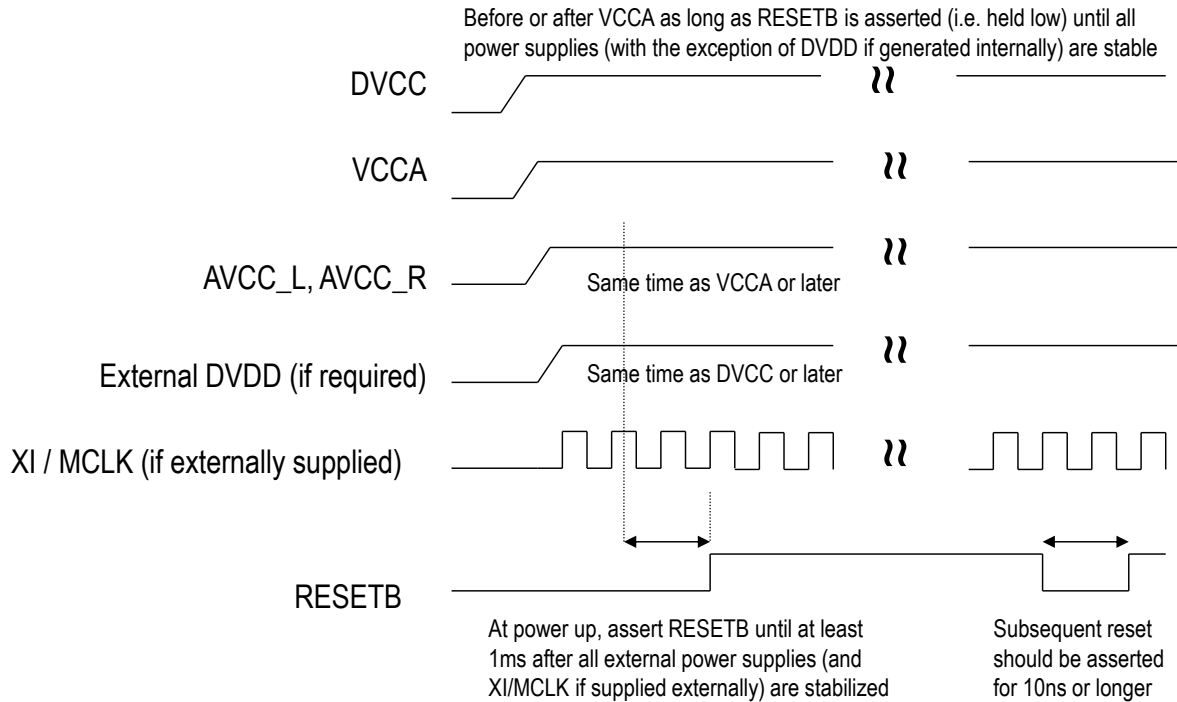 Before or after VCCA as long as RESETB is asserted (i.e. held low) until all
power supplies (with the exception of DVDD if generated internally) are stable
DVCC
VCCA
AVCC_L, AVCC_R
Same time as VCCA or later
External DVDD (if required)
Same time as DVCC or later
XI / MCLK (if externally supplied)
RESETB
At power up, assert RESETB until at least
1ms after all external power supplies (and
XI/MCLK if supplied externally) are stabilized
Subsequent reset
should be asserted
for 10ns or longer